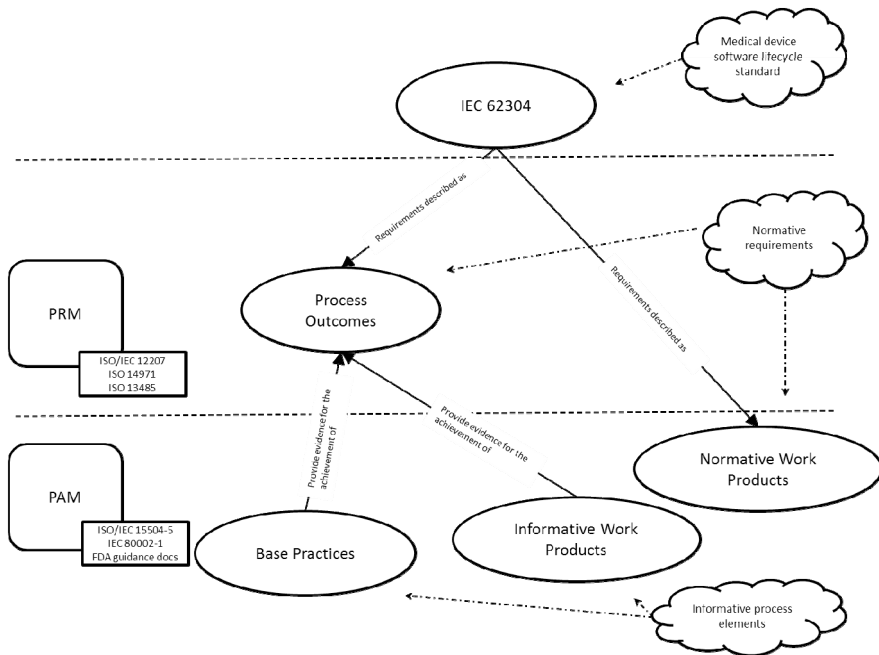 Medical device
software lifecycle
standard
IEC 62304
Requirements described as
Requirements described as
Normative
requirements
Process
Outcomes
PRM
ISO/IEC 12207
ISO 14971
ISO 13485
Provide evidence for the
achievement of
Provide evidence for the
achievement of
Normative Work
Products
PAM
ISO/IEC 15504-5
IEC 80002-1
FDA guidance docs
Base Practices
Informative Work
Products
Informative process
elements